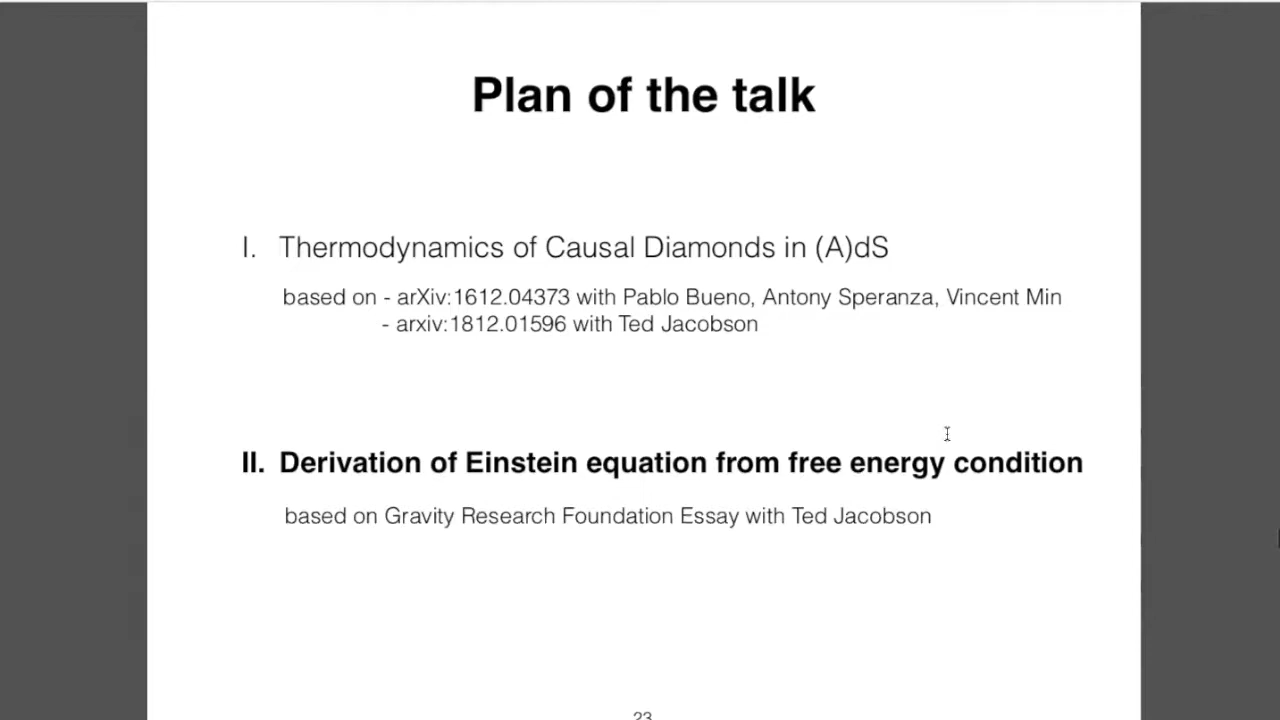 Plan of the talk
I. Thermodynamics of Causal Diamonds in (A)dS
based on - arXiv:1612.04373 with Pablo Bueno, Antony Speranza, Vincent Min
- arxiv:1812.01596 with Ted Jacobson
II. Derivation of Einstein equation from free energy condition
based on Gravity Research Foundation Essay with Ted Jacobson
23